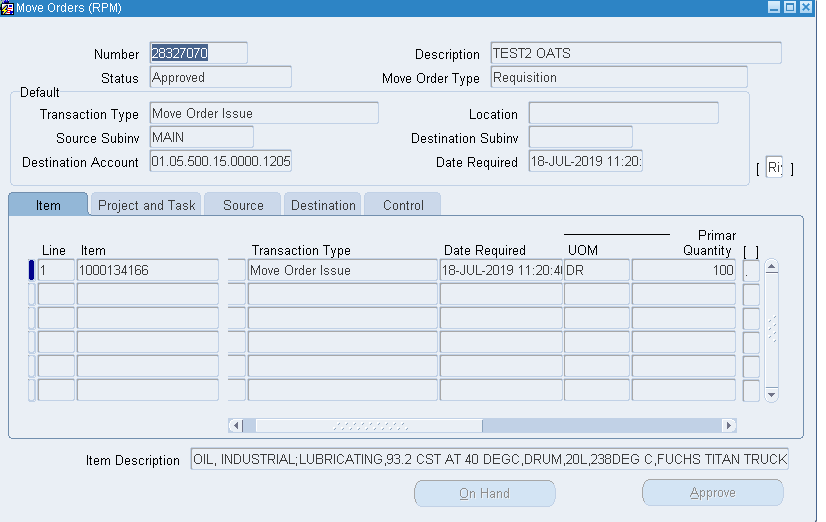 Move Orders (RPM)
Number 28327070 Description TEST2 OATS
Status Approved Move Order Type Requisition
Default
Transaction Type Move Order Issue Location
Source Subinv MAIN Destination Subinv
Destination Account 01.05.500.15.0000.1205 Date Required 18-JUL-2019 11:20:
[ Ri ]
Item Project and Task Source Destination Control
Primar
Line Item Transaction Type Date Required UOM Quantity [ ]
1 1000134166 Move Order Issue 18-JUL-2019 11:20:4 DR 100 .
Item Description OIL, INDUSTRIAL;LUBRICATING,93.2 CST AT 40 DEGC,DRUM,20L,238DEG C,FUCHS TITAN TRUCK
On Hand Approve